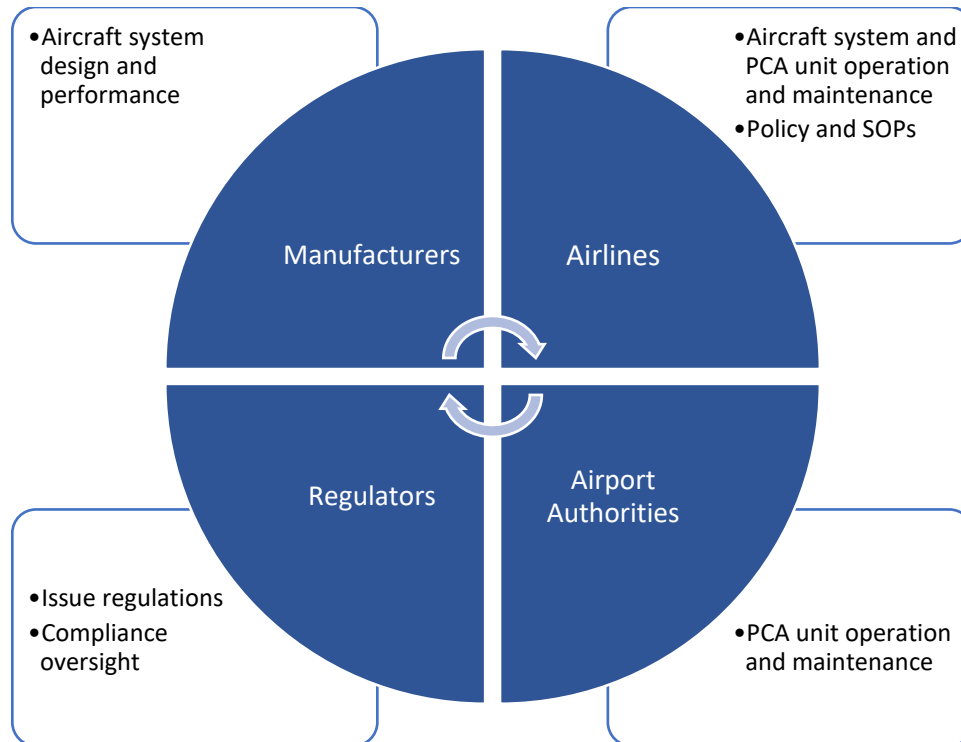 •Aircraft system
design and
performance
•Aircraft system and
PCA unit operation
and maintenance
•Policy and SOPs
Manufacturers
Airlines
Regulators
Airport
Authorities
•Issue regulations
•Compliance
oversight
•PCA unit operation
and maintenance